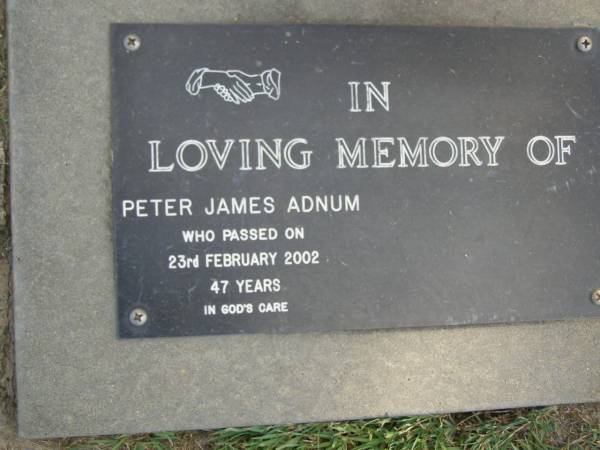 IN
LOVING MEMORY OF
PETER JAMES ADNUM
WHO PASSED ON
23rd FEBRUARY 2002
47 YEARS
IN GOD'S CARE